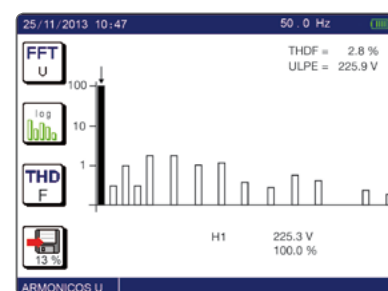 25/11/2013 10:47 50.0 Hz
FFT
U
THDF = 2.8 %
ULPE = 225.9 V
100
log
10
1
THD
F
H1 225.3 V
100.0 %
13 %
ARMONICOS U